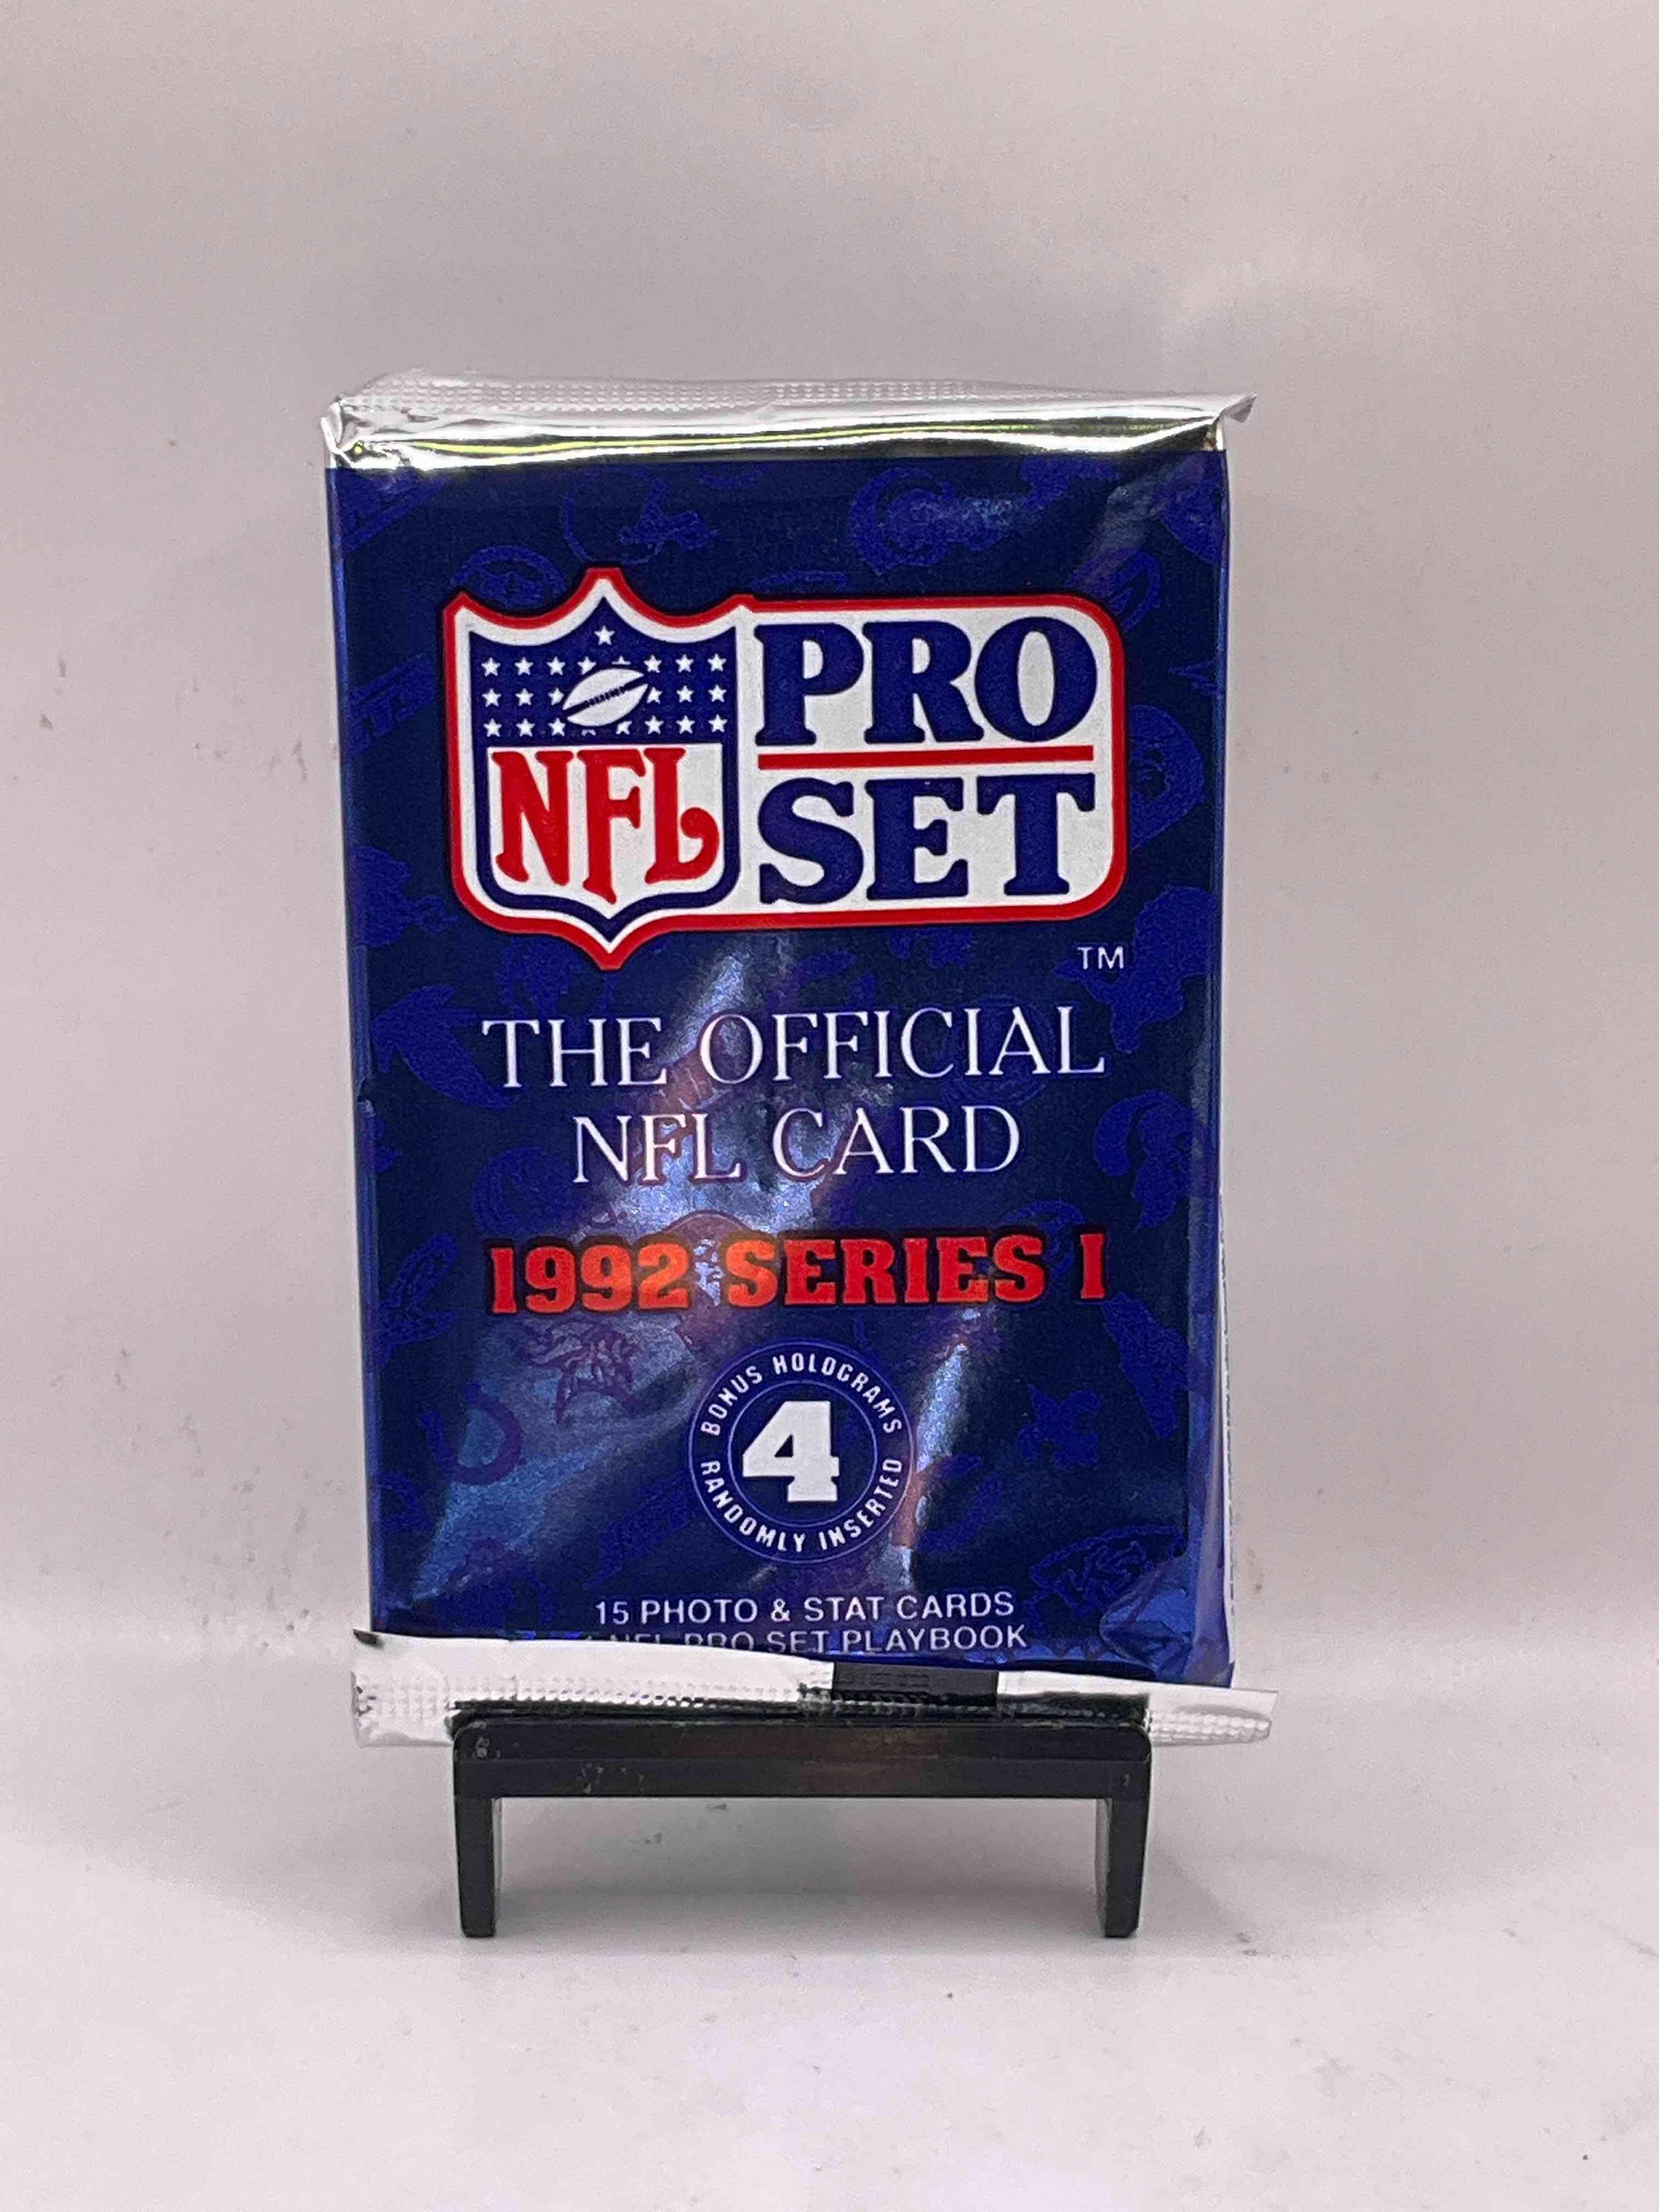 NFL
PRO
SET
TM
THE OFFICIAL
NFL CARD
1992 SERIES I
BONUS HOLOGRAMS
4
RANDOMLY INSERTED
15 PHOTO & STAT CARDS
NFL PRO SET PLAYBOOK